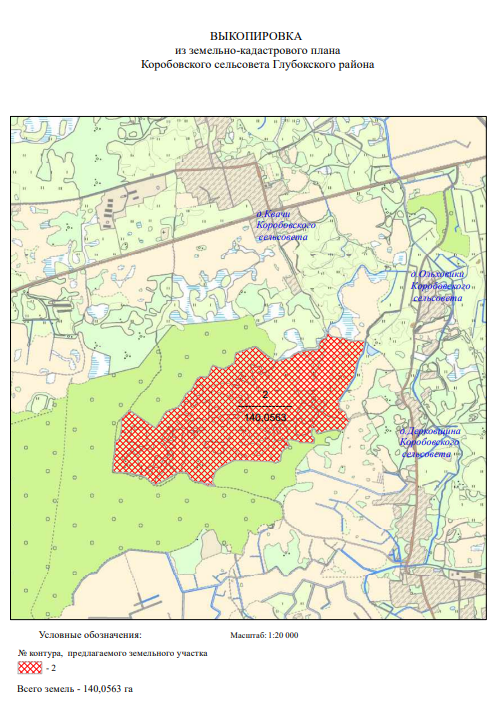 ВЫКОПИРОВКА
из земельно-кадастрового плана
Коробовского сельсовета Глубокского района
д.Квачи
Коробовского
сельсовета
д.Ольховики
Коробовского
сельсовета
2
140,0563
д.Дерковщина
Коробовского
сельсовета
Условные обозначения:
Масштаб: 1:20 000
№ контура, предлагаемого земельного участка
- 2
Всего земель - 140,0563 га